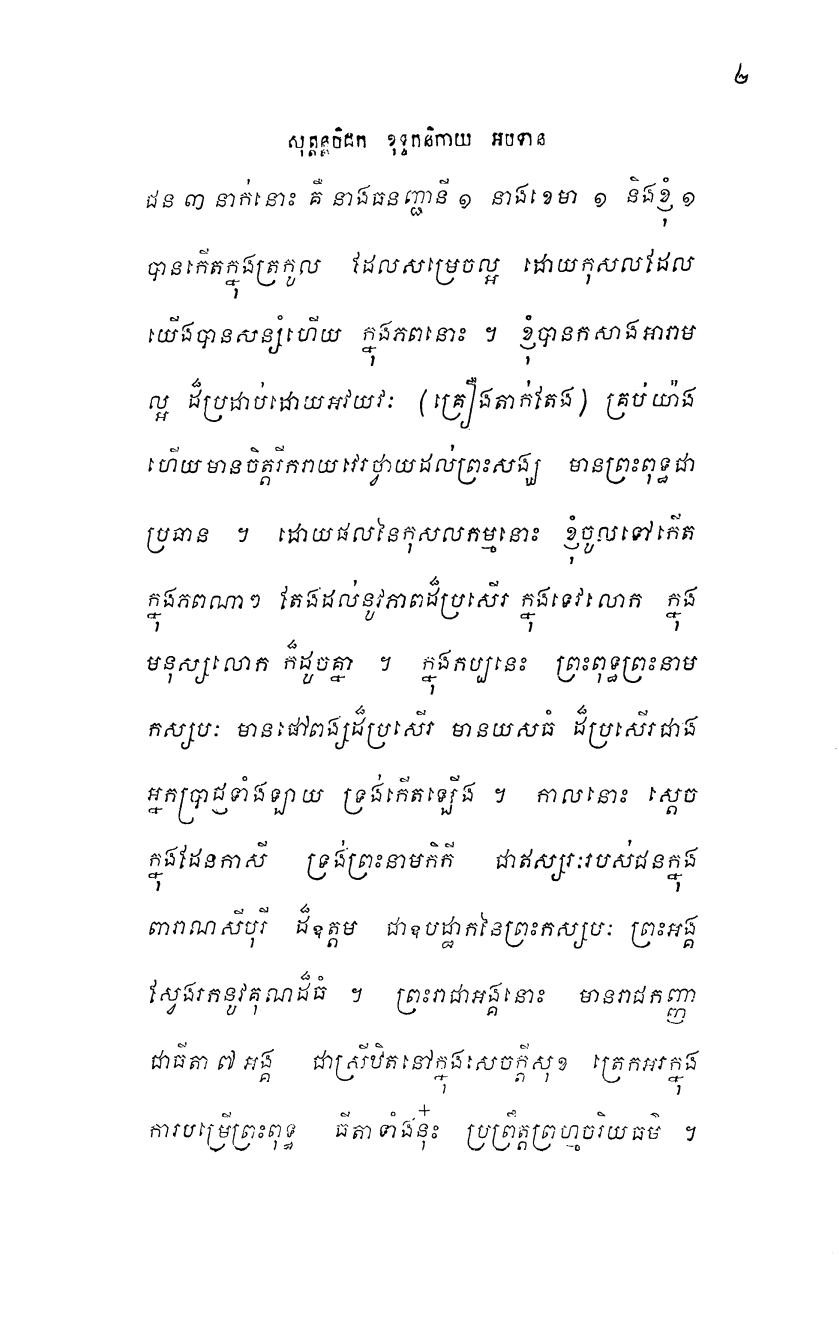 ២
សុត្តន្តបិដក ខុទ្ទកនិកាយ អបទាន
ជន ៣ នាក់នោះ គឺ នាងធនញ្ជានី ១ នាងខេមា ១ និងខ្ញុំ ១
បានកើតក្នុងត្រកូល ដែលសម្រេចល្អ ដោយកុសលដែល
យើងបានសន្សំហើយ ក្នុងភពនោះ ។ ខ្ញុំបានកសាងអារាម
ល្អ ដ៏ប្រដាប់ដោយអវយវៈ (គ្រឿងតាក់តែង) គ្រប់យ៉ាង
ហើយមានចិត្តរីករាយវេរថ្វាយដល់ព្រះសង្ឃ មានព្រះពុទ្ធជា
ប្រធាន ។ ដោយផលនៃកុសលកម្មនោះ ខ្ញុំចូលទៅកើត
ក្នុងភពណាៗ តែងដល់នូវភាពដ៏ប្រសើរ ក្នុងទេវលោក ក្នុង
មនុស្សលោក ក៏ដូចគ្នា ។ ក្នុងកប្បនេះ ព្រះពុទ្ធព្រះនាម
កស្សបៈ មានផៅពង្សដ៏ប្រសើរ មានយសធំ ដ៏ប្រសើរជាង
អ្នកប្រាជ្ញទាំងឡាយ ទ្រង់កើតឡើង ។ កាលនោះ ស្តេច
ក្នុងដែនកាសី ទ្រង់ព្រះនាមកិកី ជាឥស្សរៈរបស់ជនក្នុង
ពារាណសីបុរី ដ៏ឧត្តម ជាឧបដ្ឋាកនៃព្រះកស្សបៈ ព្រះអង្គ
ស្វែងរកនូវគុណដ៏ធំ ។ ព្រះរាជាអង្គនោះ មានរាជកញ្ញា
ជាធីតា ៧ អង្គ ជាស្រីឋិតនៅក្នុងសេចក្តីសុខ ត្រេកអរក្នុង
ការបម្រើព្រះពុទ្ធ ធីតាទាំងនុ៎ះ ប្រព្រឹត្តព្រហ្មចរិយធម៌ ។